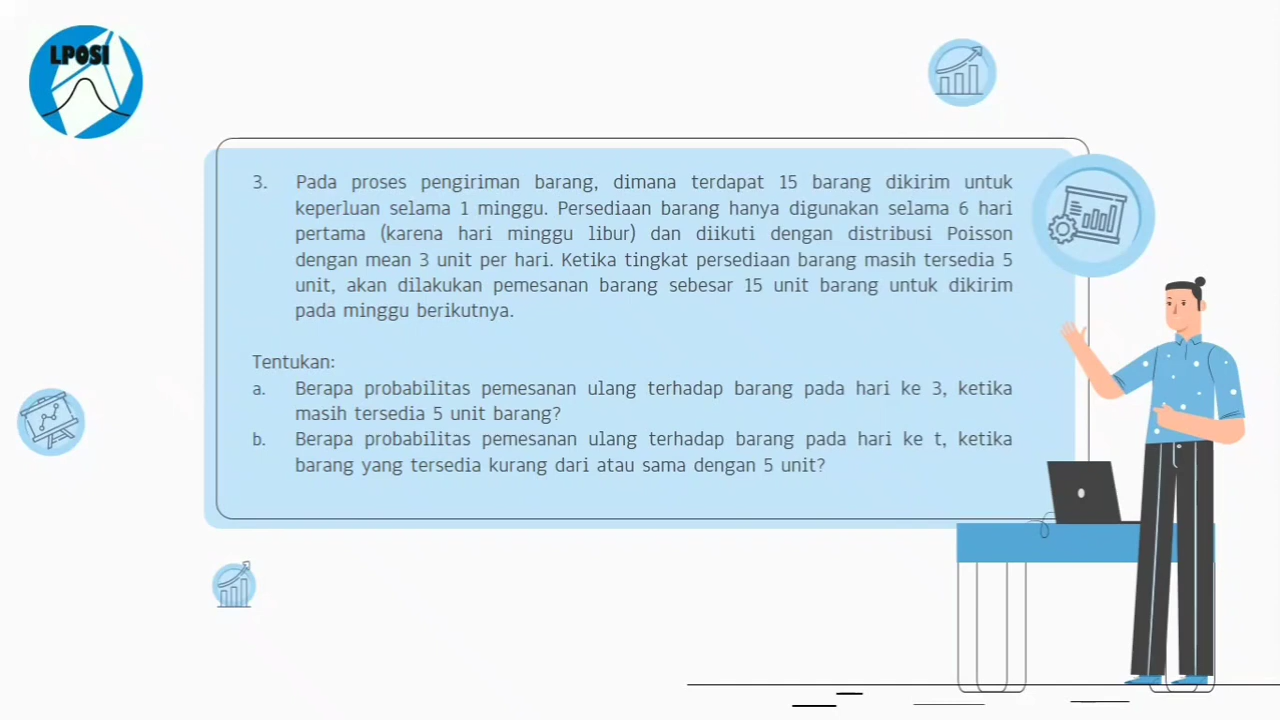 LPOSI
3. Pada proses pengiriman barang, dimana terdapat 15 barang dikirim untuk
keperluan selama 1 minggu. Persediaan barang hanya digunakan selama 6 hari
pertama (karena hari minggu libur) dan diikuti dengan distribusi Poisson
dengan mean 3 unit per hari. Ketika tingkat persediaan barang masih tersedia 5
unit, akan dilakukan pemesanan barang sebesar 15 unit barang untuk dikirim
pada minggu berikutnya.
Tentukan:
a. Berapa probabilitas pemesanan ulang terhadap barang pada hari ke 3, ketika
masih tersedia 5 unit barang?
b. Berapa probabilitas pemesanan ulang terhadap barang pada hari ke t, ketika
barang yang tersedia kurang dari atau sama dengan 5 unit?